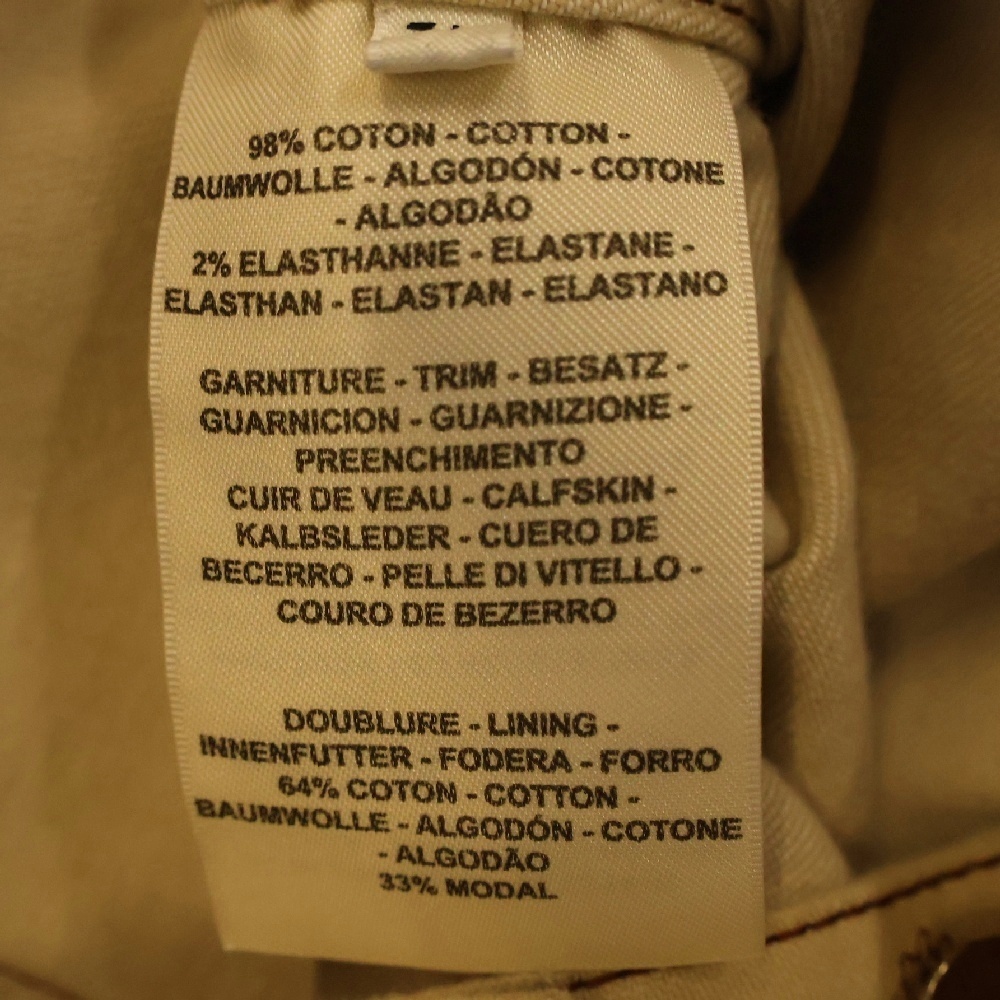 98% COTON - COTTON -
BAUMWOLLE - ALGODÓN - COTONE
- ALGODÃO
2% ELASTHANNE - ELASTANE -
ELASTHAN - ELASTAN - ELASTANO
GARNITURE - TRIM - BESATZ -
GUARNICION - GUARNIZIONE -
PREENCHIMENTO
CUIR DE VEAU - CALFSKIN -
KALBSLEDER - CUERO DE
BECERRO - PELLE DI VITELLO -
COURO DE BEZERRO
DOUBLURE - LINING -
INNENFUTTER - FODERA - FORRO
64% COTON - COTTON -
BAUMWOLLE - ALGODÓN - COTONE
- ALGODÃO
33% MODAL